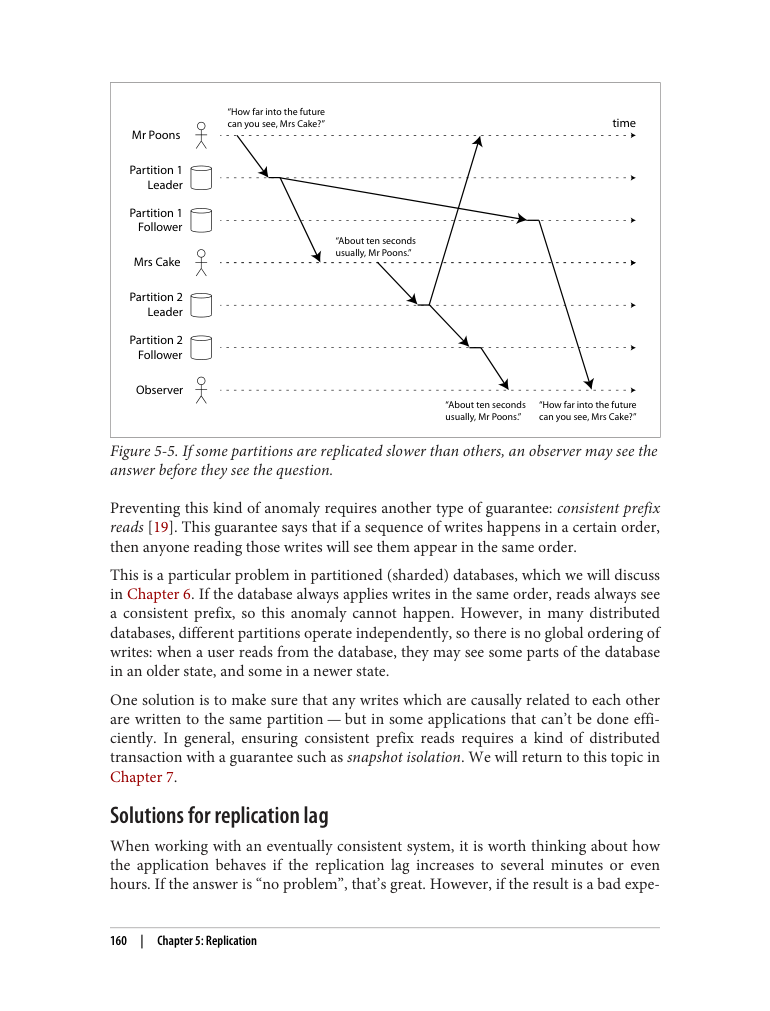 "How far into the future
can you see, Mrs Cake?"
time
Mr Poons
Partition 1
Leader
Partition 1
Follower
"About ten seconds
usually, Mr Poons."
Mrs Cake
Partition 2
Leader
Partition 2
Follower
Observer
"About ten seconds
usually, Mr Poons."
"How far into the future
can you see, Mrs Cake?"
Figure 5-5. If some partitions are replicated slower than others, an observer may see the
answer before they see the question.
Preventing this kind of anomaly requires another type of guarantee: consistent prefix
reads [19]. This guarantee says that if a sequence of writes happens in a certain order,
then anyone reading those writes will see them appear in the same order.
This is a particular problem in partitioned (sharded) databases, which we will discuss
in Chapter 6. If the database always applies writes in the same order, reads always see
a consistent prefix, so this anomaly cannot happen. However, in many distributed
databases, different partitions operate independently, so there is no global ordering of
writes: when a user reads from the database, they may see some parts of the database
in an older state, and some in a newer state.
One solution is to make sure that any writes which are causally related to each other
are written to the same partition — but in some applications that can't be done effi-
ciently. In general, ensuring consistent prefix reads requires a kind of distributed
transaction with a guarantee such as snapshot isolation. We will return to this topic in
Chapter 7.
Solutions for replication lag
When working with an eventually consistent system, it is worth thinking about how
the application behaves if the replication lag increases to several minutes or even
hours. If the answer is "no problem", that's great. However, if the result is a bad expe-
160 | Chapter 5: Replication